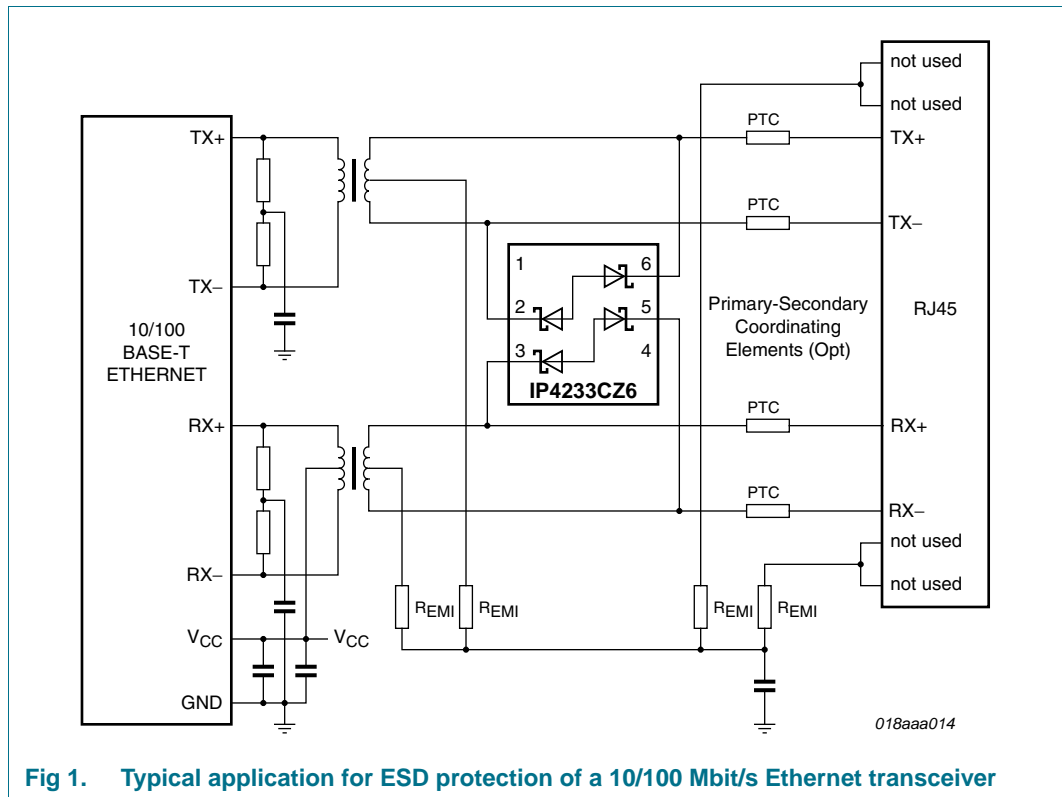 not used
not used
TX+
PTC
TX+
PTC
TX–
TX–
1
6
2
5
3
4
IP4233CZ6
Primary-Secondary
Coordinating
Elements (Opt)
RJ45
10/100
BASE-T
ETHERNET
RX+
PTC
RX+
PTC
RX–
not used
not used
RX–
REMI
REMI
REMI
REMI
VCC
VCC
GND
018aaa014
Fig 1. Typical application for ESD protection of a 10/100 Mbit/s Ethernet transceiver